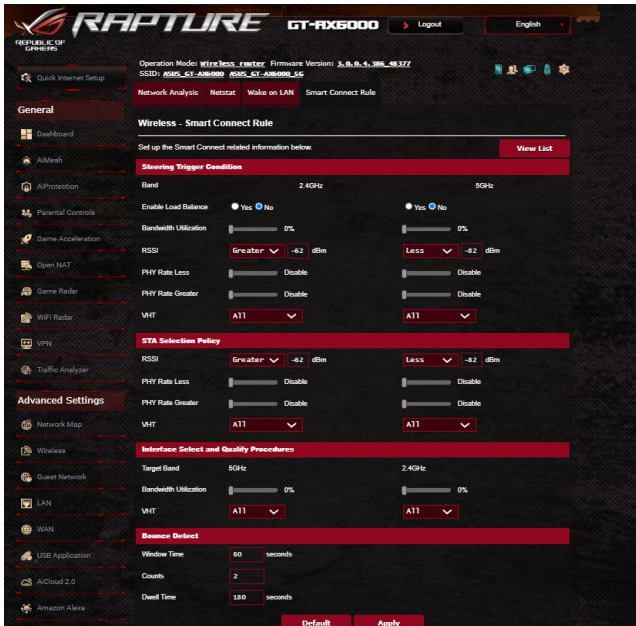 RAPTURE GT-AX6000 Logout English
REPUBLIC OF
GAMERS
Operation Mode: Wireless router Firmware Version: 3.0.0.4.386_48377
SSID: ASUS_GT-AX6000 ASUS_GT-AX6000_5G
Quick Internet Setup
Network Analysis Netstat Wake on LAN Smart Connect Rule
General
Dashboard
AiMesh
AiProtection
Parental Controls
Game Acceleration
Open NAT
Game Radar
WiFi Radar
VPN
Traffic Analyzer
Advanced Settings
Network Map
Wireless
Guest Network
LAN
WAN
USB Application
AiCloud 2.0
Amazon Alexa
Wireless - Smart Connect Rule
Set up the Smart Connect related information below. View List
Steering Trigger Condition
Band 2.4GHz 5GHz
Enable Load Balance Yes No Yes No
Bandwidth Utilization 0% 0%
RSSI Greater -62 dBm Less -82 dBm
PHY Rate Less Disable Disable
PHY Rate Greater Disable Disable
VHT All All
STA Selection Policy
RSSI Greater -62 dBm Less -82 dBm
PHY Rate Less Disable Disable
PHY Rate Greater Disable Disable
VHT All All
Interface Select and Qualify Procedures
Target Band 5GHz 2.4GHz
Bandwidth Utilization 0% 0%
VHT All All
Bounce Detect
Window Time 60 seconds
Counts 2
Dwell Time 180 seconds
Default Apply